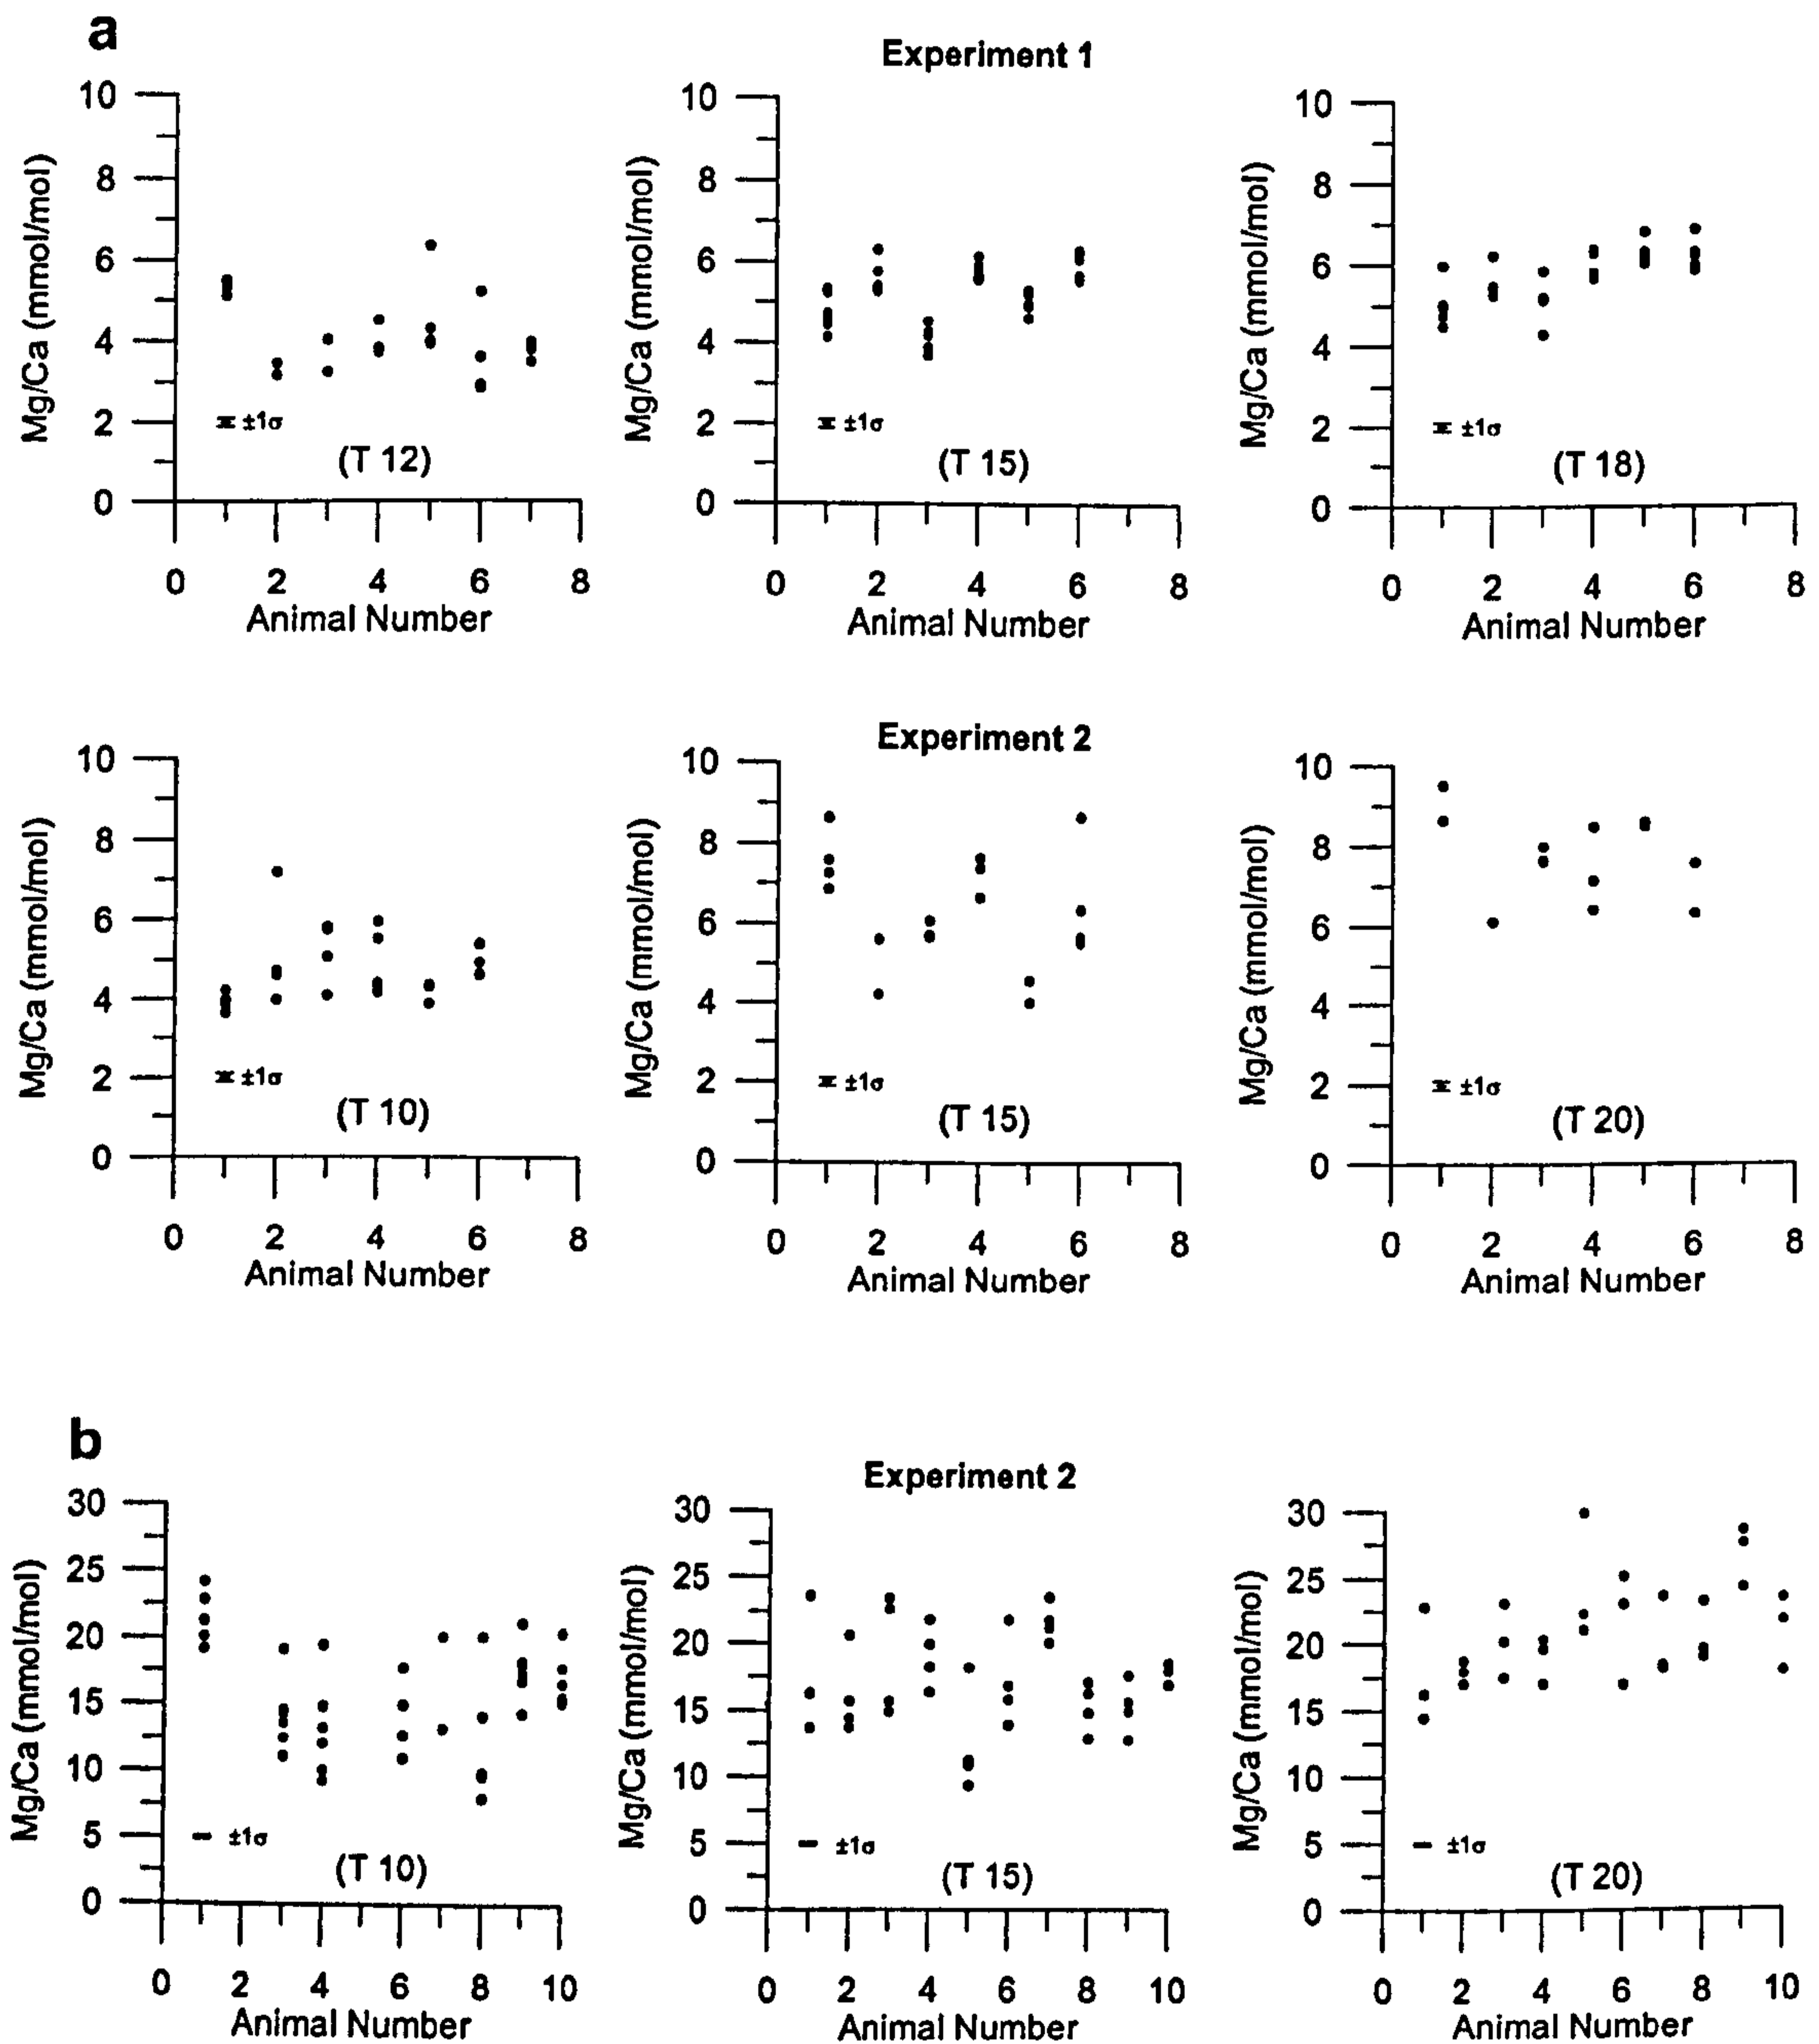 a
Experiment 1
10
8
6
4
2
0
Mg/Ca (mmol/mol)
±1σ
(T 12)
0 2 4 6 8
Animal Number
10
8
6
4
2
0
Mg/Ca (mmol/mol)
±1σ
(T 15)
0 2 4 6 8
Animal Number
10
8
6
4
2
0
Mg/Ca (mmol/mol)
±1σ
(T 18)
0 2 4 6 8
Animal Number
Experiment 2
10
8
6
4
2
0
Mg/Ca (mmol/mol)
±1σ
(T 10)
0 2 4 6 8
Animal Number
10
8
6
4
2
0
Mg/Ca (mmol/mol)
±1σ
(T 15)
0 2 4 6 8
Animal Number
10
8
6
4
2
0
Mg/Ca (mmol/mol)
±1σ
(T 20)
0 2 4 6 8
Animal Number
b
Experiment 2
30
25
20
15
10
5
0
Mg/Ca (mmol/mol)
±1σ
(T 10)
0 2 4 6 8 10
Animal Number
30
25
20
15
10
5
0
Mg/Ca (mmol/mol)
±1σ
(T 15)
0 2 4 6 8 10
Animal Number
30
25
20
15
10
5
0
Mg/Ca (mmol/mol)
±1σ
(T 20)
0 2 4 6 8 10
Animal Number